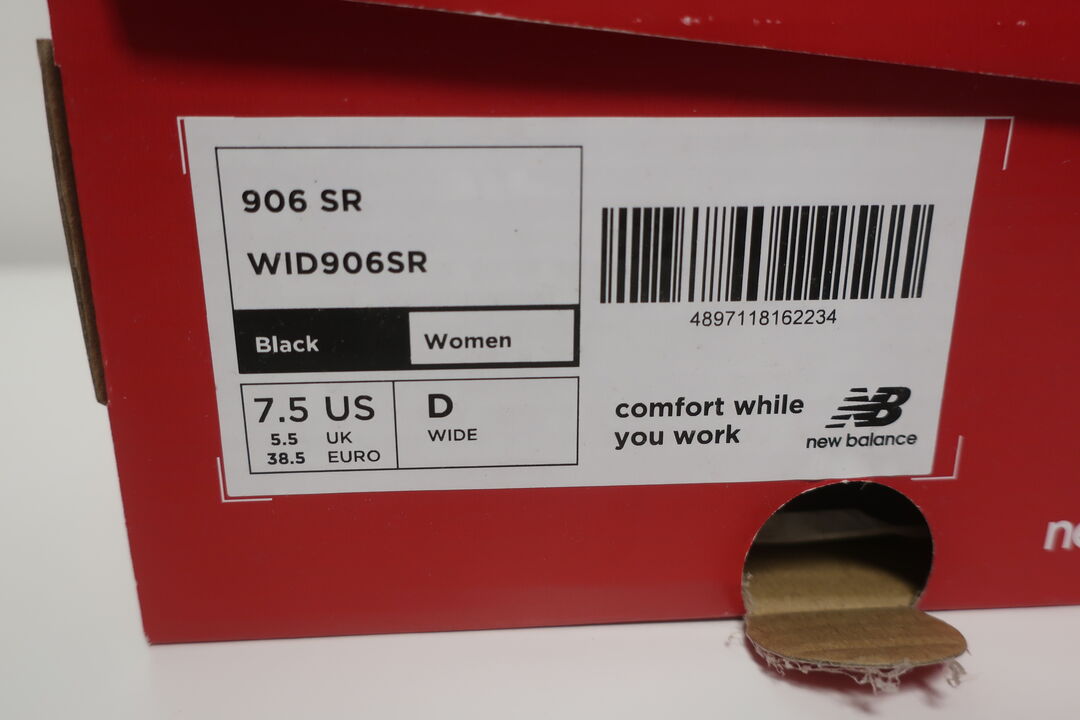 906 SR
WID906SR
Black
Women
7.5 US
5.5 UK
38.5 EURO
D
WIDE
4897118162234
comfort while
you work
NB
new balance